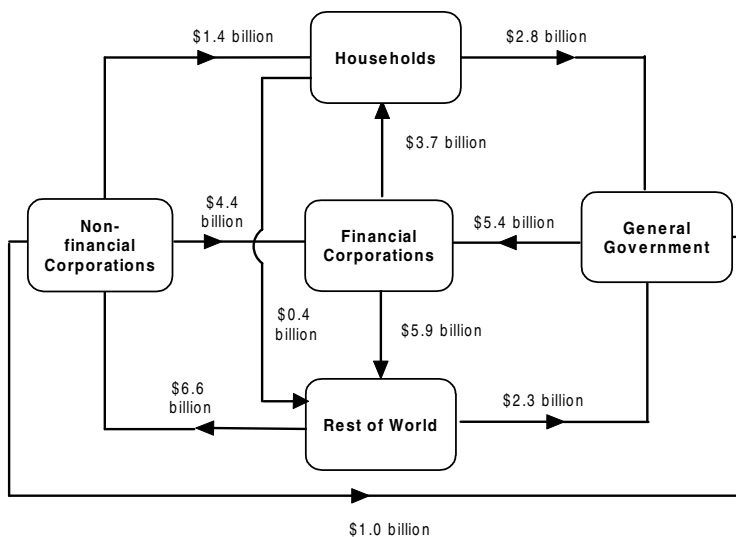 $1.4 billion
Households
$2.8 billion
$3.7 billion
Non-
financial
Corporations
$4.4
billion
Financial
Corporations
$5.4 billion
General
Government
$0.4
billion
$5.9 billion
$6.6
billion
Rest of World
$2.3 billion
$1.0 billion